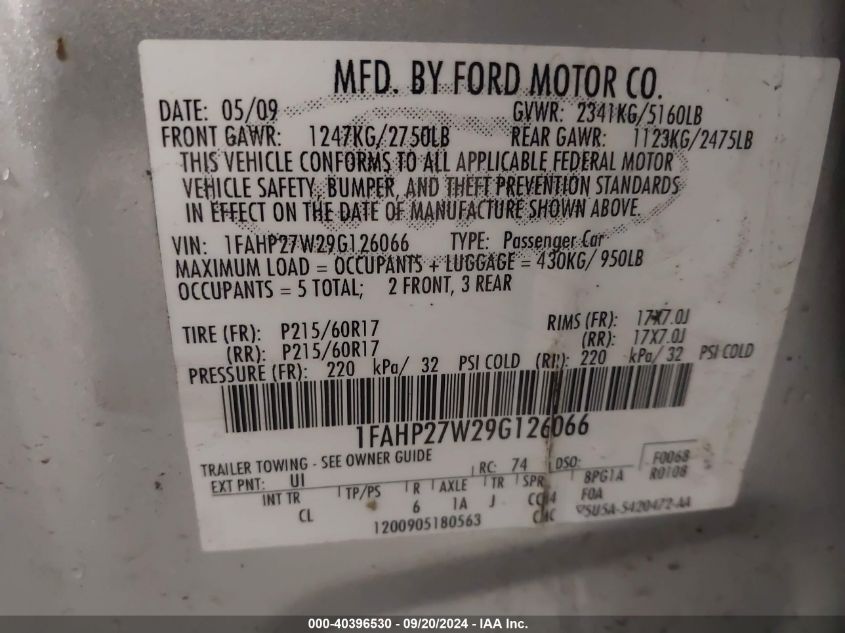 MFD. BY FORD MOTOR CO.
DATE: 05/09 GVWR: 2341KG/5160LB
FRONT GAWR: 1247KG/2750LB REAR GAWR: 1123KG/2475LB
THIS VEHICLE CONFORMS TO ALL APPLICABLE FEDERAL MOTOR
VEHICLE SAFETY, BUMPER, AND THEFT PREVENTION STANDARDS
IN EFFECT ON THE DATE OF MANUFACTURE SHOWN ABOVE.
VIN: 1FAHP27W29G126066 TYPE: Passenger Car
MAXIMUM LOAD = OCCUPANTS + LUGGAGE = 430KG/ 950LB
OCCUPANTS = 5 TOTAL; 2 FRONT, 3 REAR
TIRE (FR): P215/60R17 RIMS (FR): 17X7.0J
(RR): P215/60R17 (RR): 17X7.0J
PRESSURE (FR): 220 kPa/ 32 PSI COLD (RR): 220 kPa/ 32 PSI COLD
1FAHP27W29G126066
TRAILER TOWING - SEE OWNER GUIDE RC: 74 DSO: F0068
EXT PNT: UI R0108
INT TR TP/PS R AXLE TR SPR 8PG1A
CL 6 1A J F0A
1200905180563
000-40396530 - 09/20/2024 - IAA Inc.